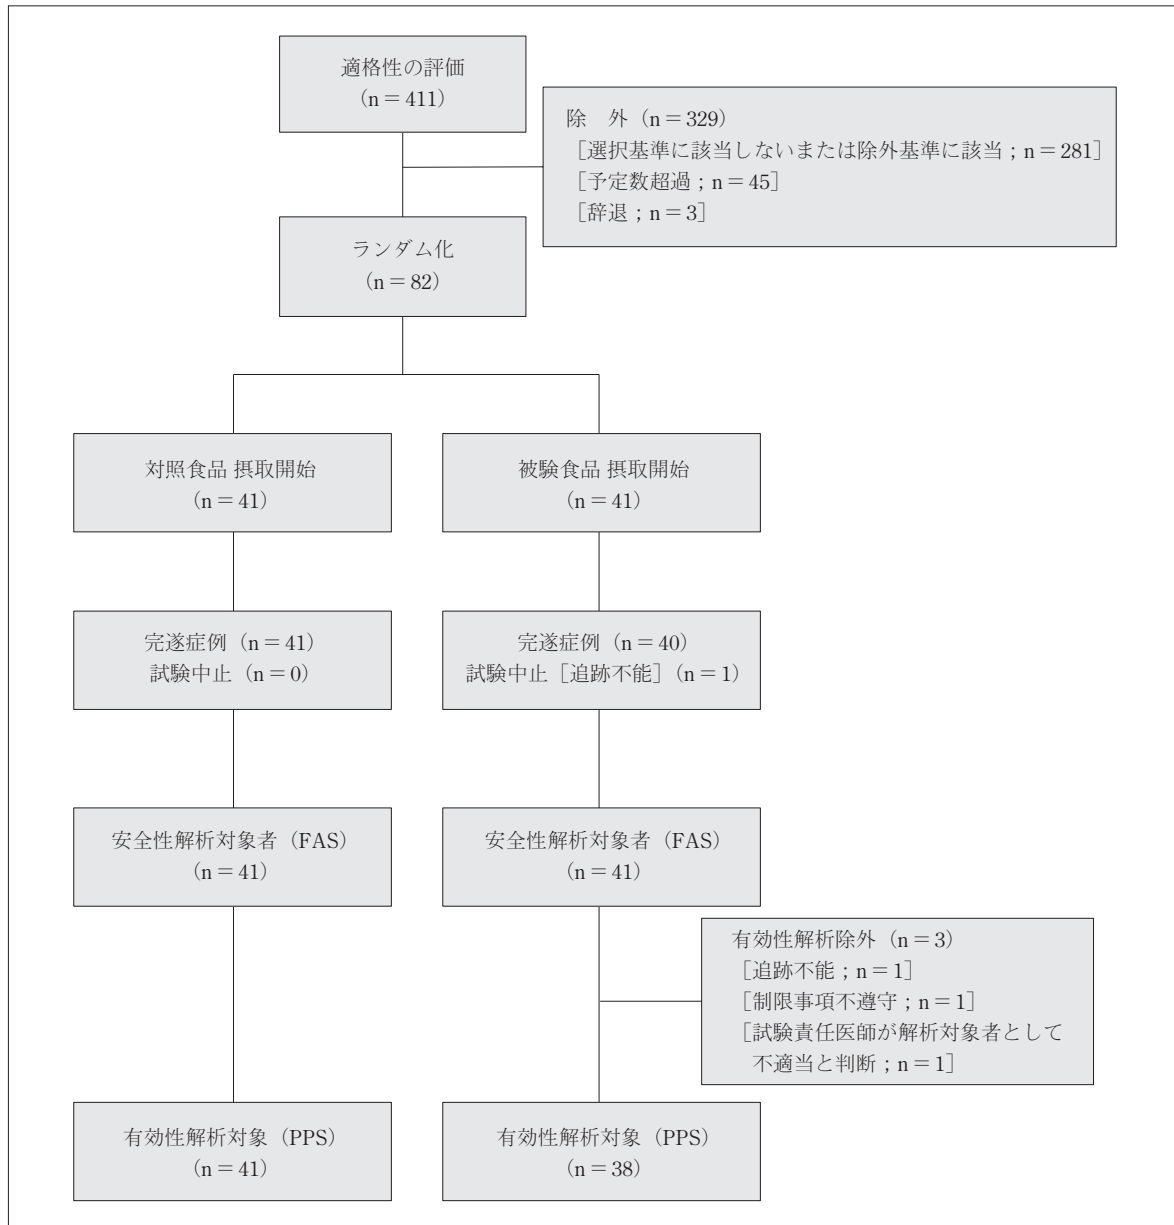 適格性の評価
(n = 411)
除　外(n = 329)
［選択基準に該当しないまたは除外基準に該当；n = 281］
［予定数超過；n = 45］
［辞退；n = 3］
ランダム化
(n = 82)
対照食品 摂取開始
(n = 41)
被験食品 摂取開始
(n = 41)
完遂症例(n = 41)
試験中止(n = 0)
完遂症例(n = 40)
試験中止［追跡不能］(n = 1)
安全性解析対象者(FAS)
(n = 41)
安全性解析対象者(FAS)
(n = 41)
有効性解析除外(n = 3)
［追跡不能；n = 1］
［制限事項不遵守；n = 1］
［試験責任医師が解析対象者として
不適当と判断；n = 1］
有効性解析対象(PPS)
(n = 41)
有効性解析対象(PPS)
(n = 38)